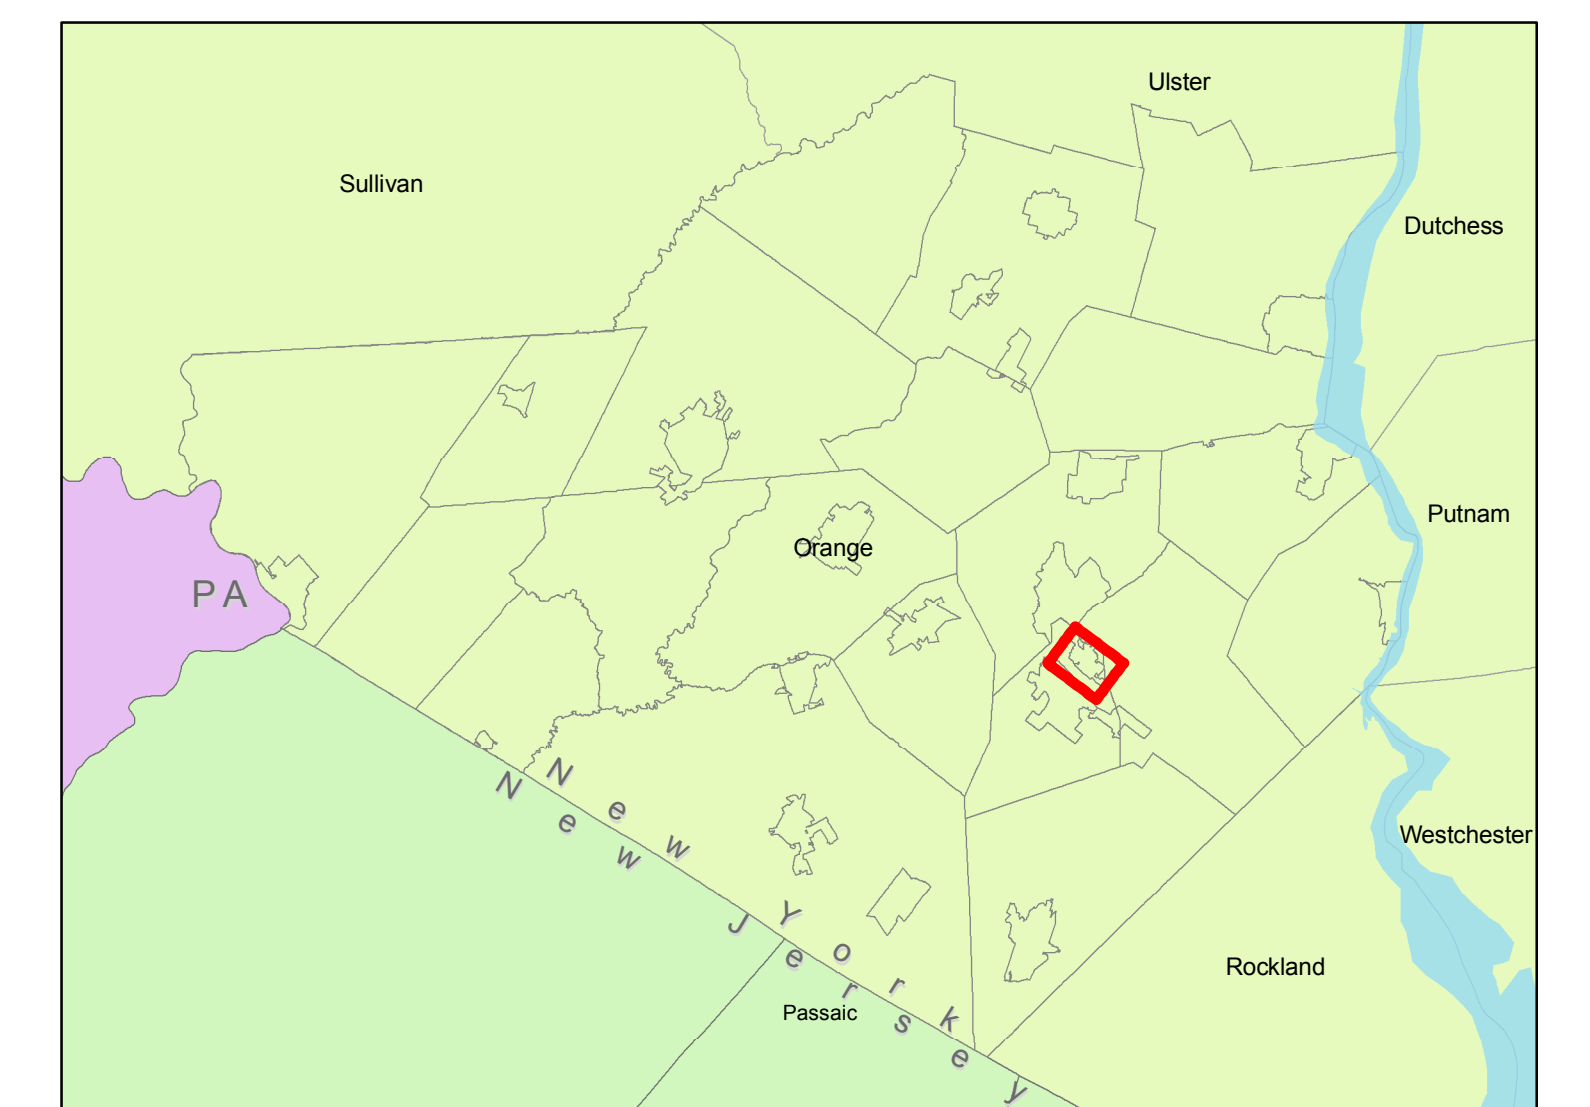 Ulster
Sullivan
Dutchess
Putnam
Orange
PA
New York
New Jersey
Westchester
Rockland
Passaic